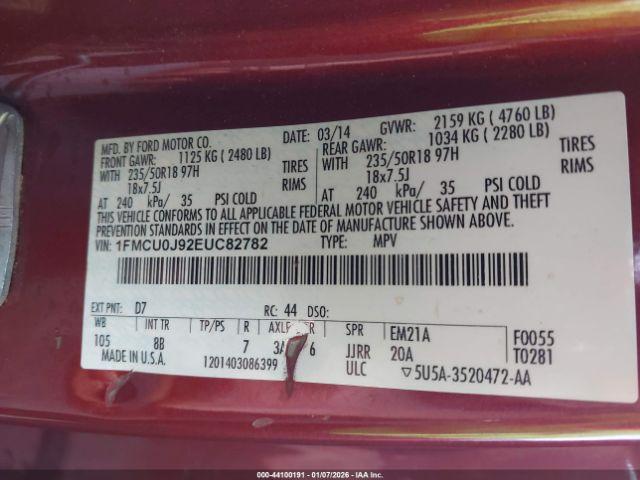 MFD. BY FORD MOTOR CO.
DATE: 03/14 GVWR: 2159 KG ( 4760 LB)
FRONT GAWR: 1125 KG ( 2480 LB) REAR GAWR: 1034 KG ( 2280 LB)
WITH 235/50R18 97H TIRES WITH 235/50R18 97H TIRES
18x7.5J RIMS 18x7.5J RIMS
AT 240 kPa/ 35 PSI COLD AT 240 kPa/ 35 PSI COLD
THIS VEHICLE CONFORMS TO ALL APPLICABLE FEDERAL MOTOR VEHICLE SAFETY AND THEFT
PREVENTION STANDARDS IN EFFECT ON THE DATE OF MANUFACTURE SHOWN ABOVE.
VIN: 1FMCU0J92EUC82782 TYPE: MPV
EXT PNT: D7 RC: 44 DSO:
WB INT TR TP/PS R AXLE TR SPR EM21A F0055
105 8B 7 3A 6 JJRR 20A T0281
MADE IN U.S.A. 1201403086399 ULC ▽5U5A-3520472-AA
000-44100191 - 01/07/2026 - IAA Inc.